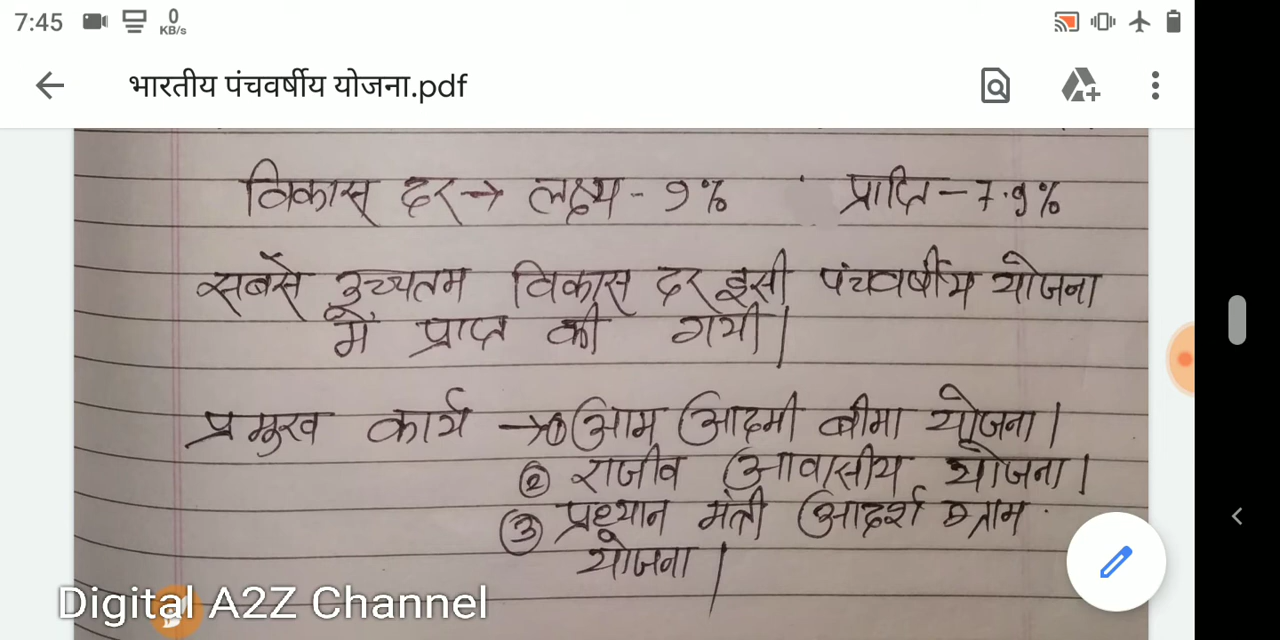 7:45 0 KB/s
भारतीय पंचवर्षीय योजना.pdf
विकास दर→ लक्ष्य - 9% प्राप्ति - 7.9%
सबसे उच्चतम विकास दर इसी पंचवर्षीय योजना
में प्राप्त की गयी|
प्रमुख कार्य →① आम आदमी बीमा योजना|
② राजीव आवासीय योजना|
③ प्रध्यान मंत्री आदर्श ग्राम
योजना|
Digital A2Z Channel